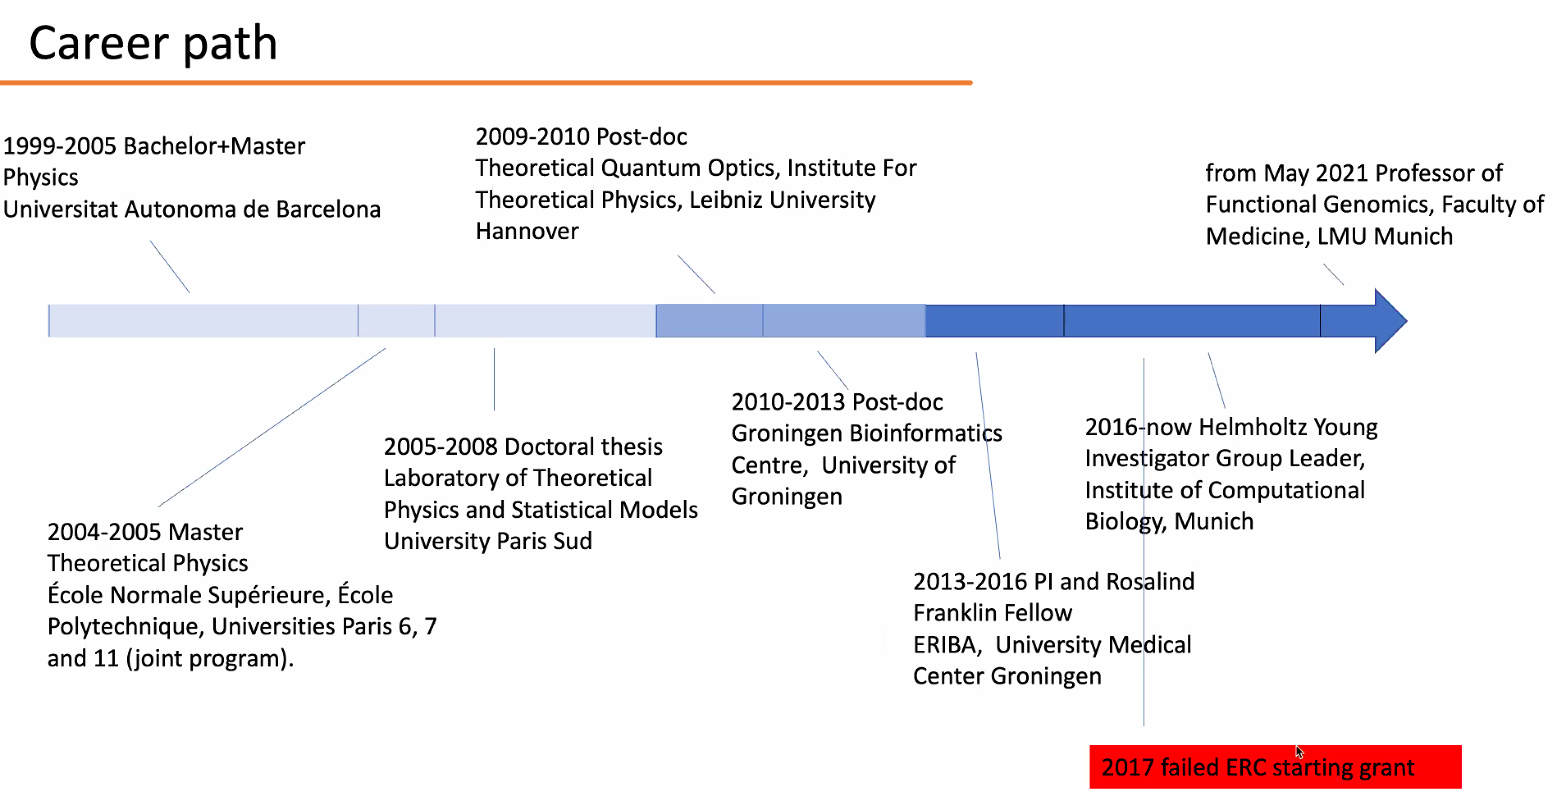 Career path
1999-2005 Bachelor+Master
Physics
Universitat Autonoma de Barcelona
2009-2010 Post-doc
Theoretical Quantum Optics, Institute For
Theoretical Physics, Leibniz University
Hannover
from May 2021 Professor of
Functional Genomics, Faculty of
Medicine, LMU Munich
2004-2005 Master
Theoretical Physics
École Normale Supérieure, École
Polytechnique, Universities Paris 6, 7
and 11 (joint program).
2005-2008 Doctoral thesis
Laboratory of Theoretical
Physics and Statistical Models
University Paris Sud
2010-2013 Post-doc
Groningen Bioinformatics
Centre, University of
Groningen
2013-2016 PI and Rosalind
Franklin Fellow
ERIBA, University Medical
Center Groningen
2016-now Helmholtz Young
Investigator Group Leader,
Institute of Computational
Biology, Munich
2017 failed ERC starting grant